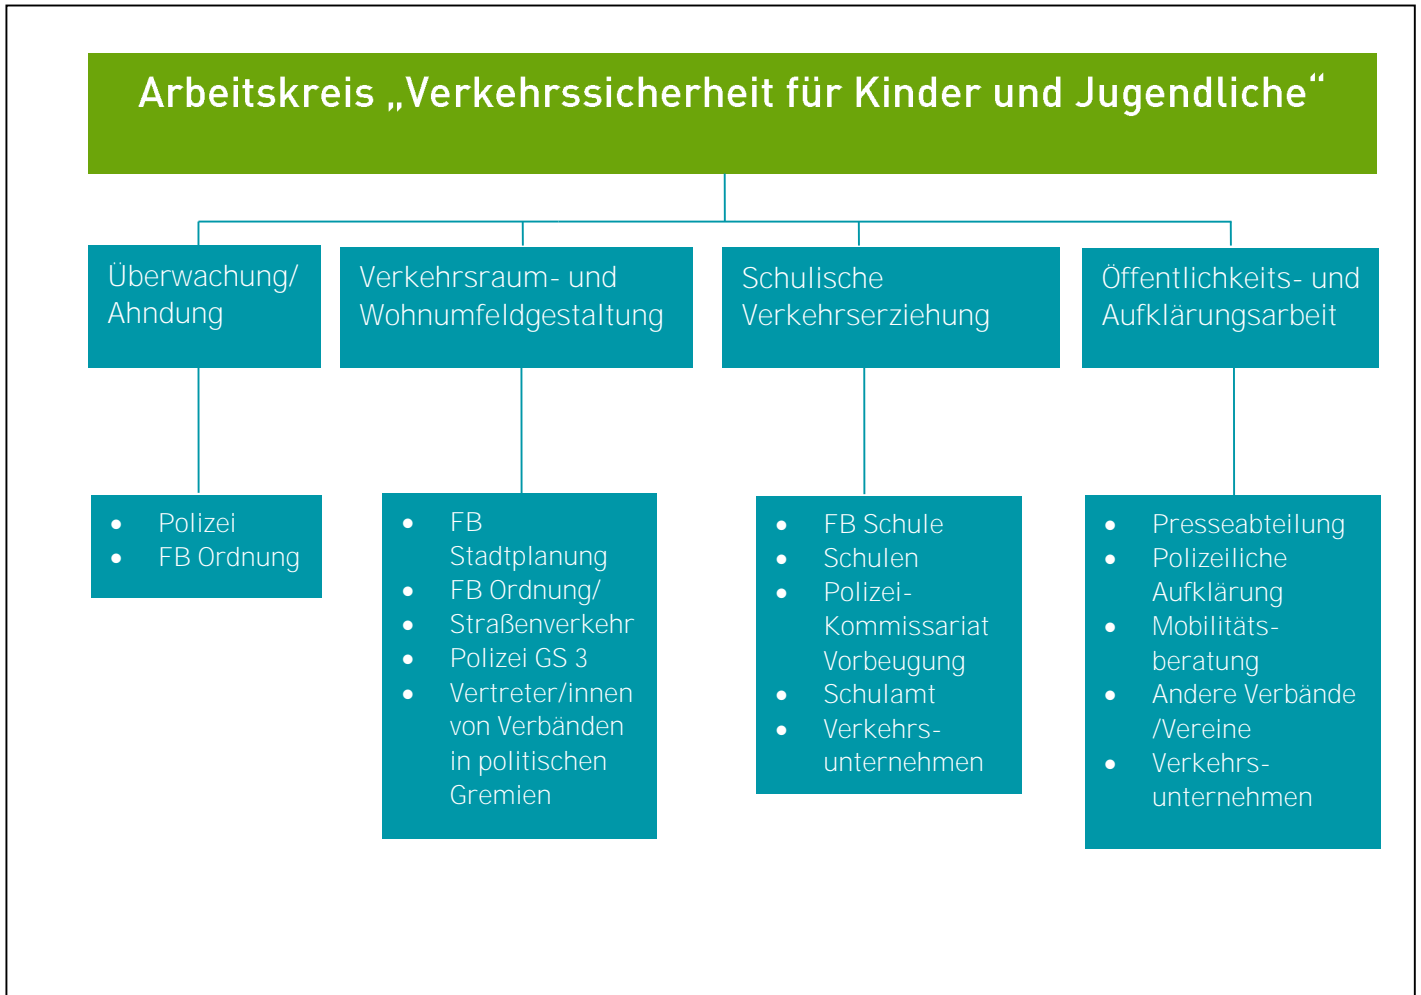 Arbeitskreis „Verkehrssicherheit für Kinder und Jugendliche“
Überwachung/
Ahndung
Verkehrsraum- und
Wohnumfeldgestaltung
Schulische
Verkehrserziehung
Öffentlichkeits- und
Aufklärungsarbeit
• Polizei
• FB Ordnung
• FB
Stadtplanung
• FB Ordnung/
• Straßenverkehr
• Polizei GS 3
• Vertreter/innen
von Verbänden
in politischen
Gremien
• FB Schule
• Schulen
• Polizei-
Kommissariat
Vorbeugung
• Schulamt
• Verkehrs-
unternehmen
• Presseabteilung
• Polizeiliche
Aufklärung
• Mobilitäts-
beratung
• Andere Verbände
/Vereine
• Verkehrs-
unternehmen